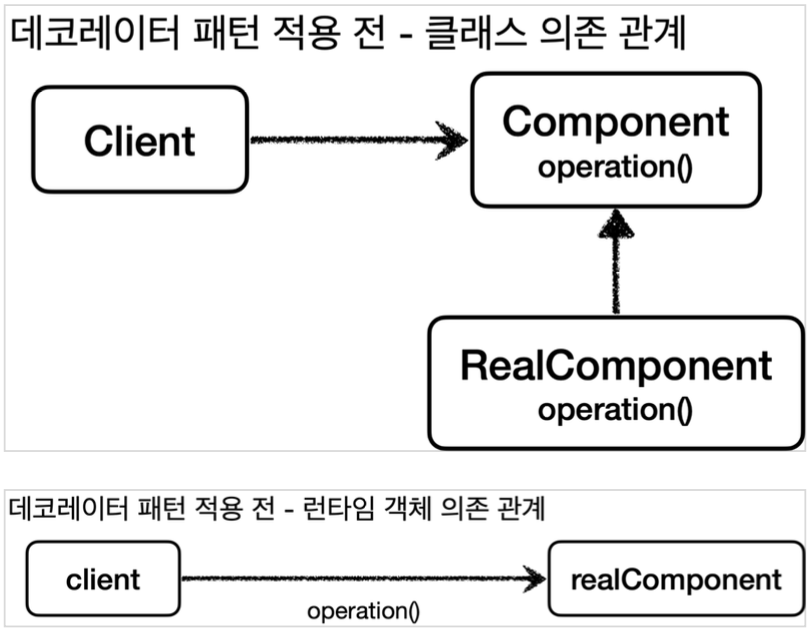 데코레이터 패턴 적용 전 - 클래스 의존 관계
Client
Component
operation()
RealComponent
operation()
데코레이터 패턴 적용 전 - 런타임 객체 의존 관계
client
operation()
realComponent